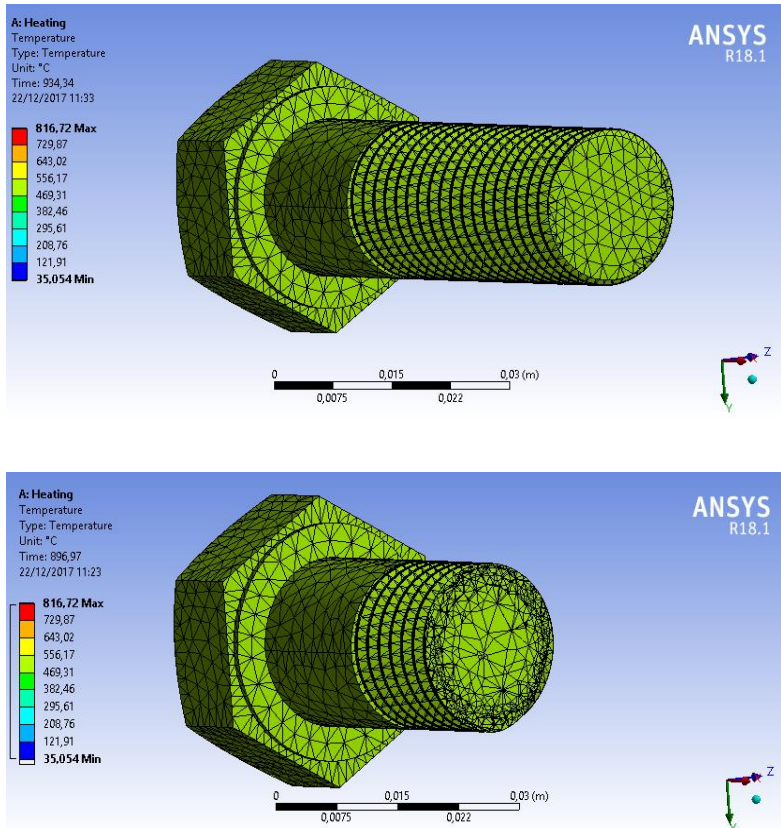 A: Heating
Temperature
Type: Temperature
Unit: °C
Time: 934,34
22/12/2017 11:33
816,72 Max
729,87
643,02
556,17
469,31
382,46
295,61
208,76
121,91
35,054 Min
ANSYS
R18.1
0 0,015 0,03 (m)
0,0075 0,022
Z
Y
A: Heating
Temperature
Type: Temperature
Unit: °C
Time: 896,97
22/12/2017 11:23
816,72 Max
729,87
643,02
556,17
469,31
382,46
295,61
208,76
121,91
35,054 Min
ANSYS
R18.1
0 0,015 0,03 (m)
0,0075 0,022
Z